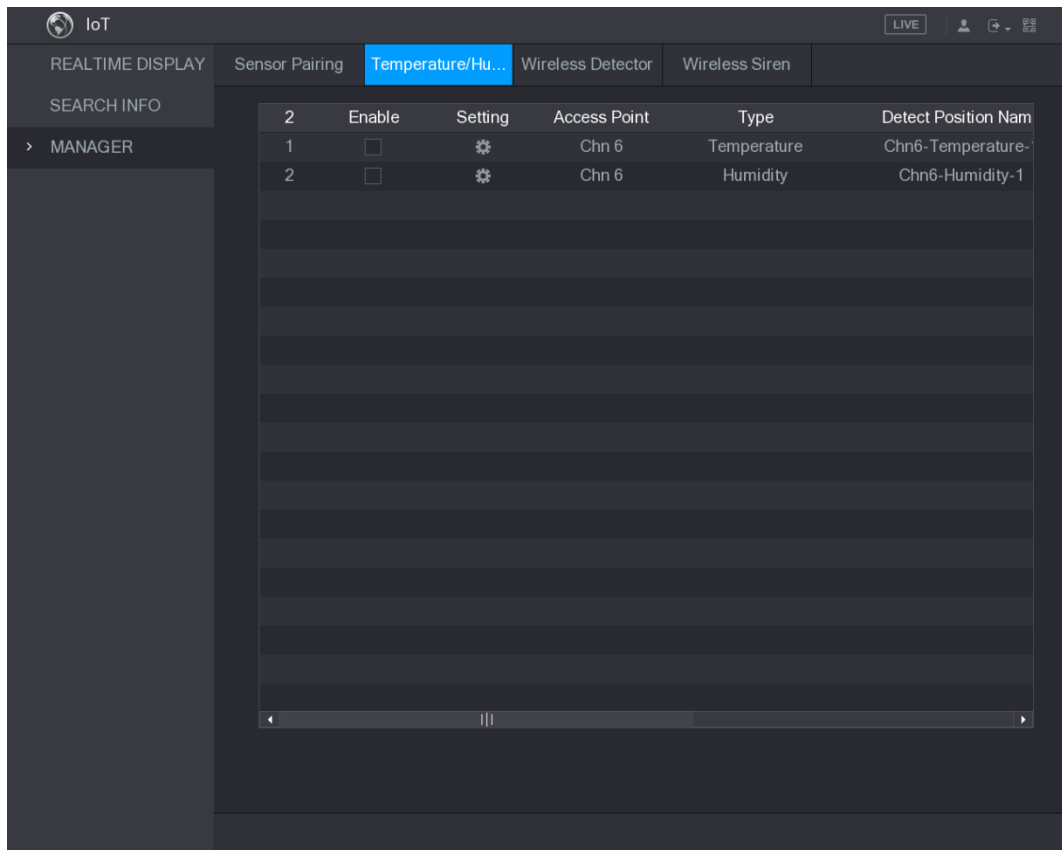 IoT
LIVE
REALTIME DISPLAY
SEARCH INFO
MANAGER
Sensor Pairing Temperature/Hu... Wireless Detector Wireless Siren
2 Enable Setting Access Point Type Detect Position Nam
1 Chn 6 Temperature Chn6-Temperature-
2 Chn 6 Humidity Chn6-Humidity-1